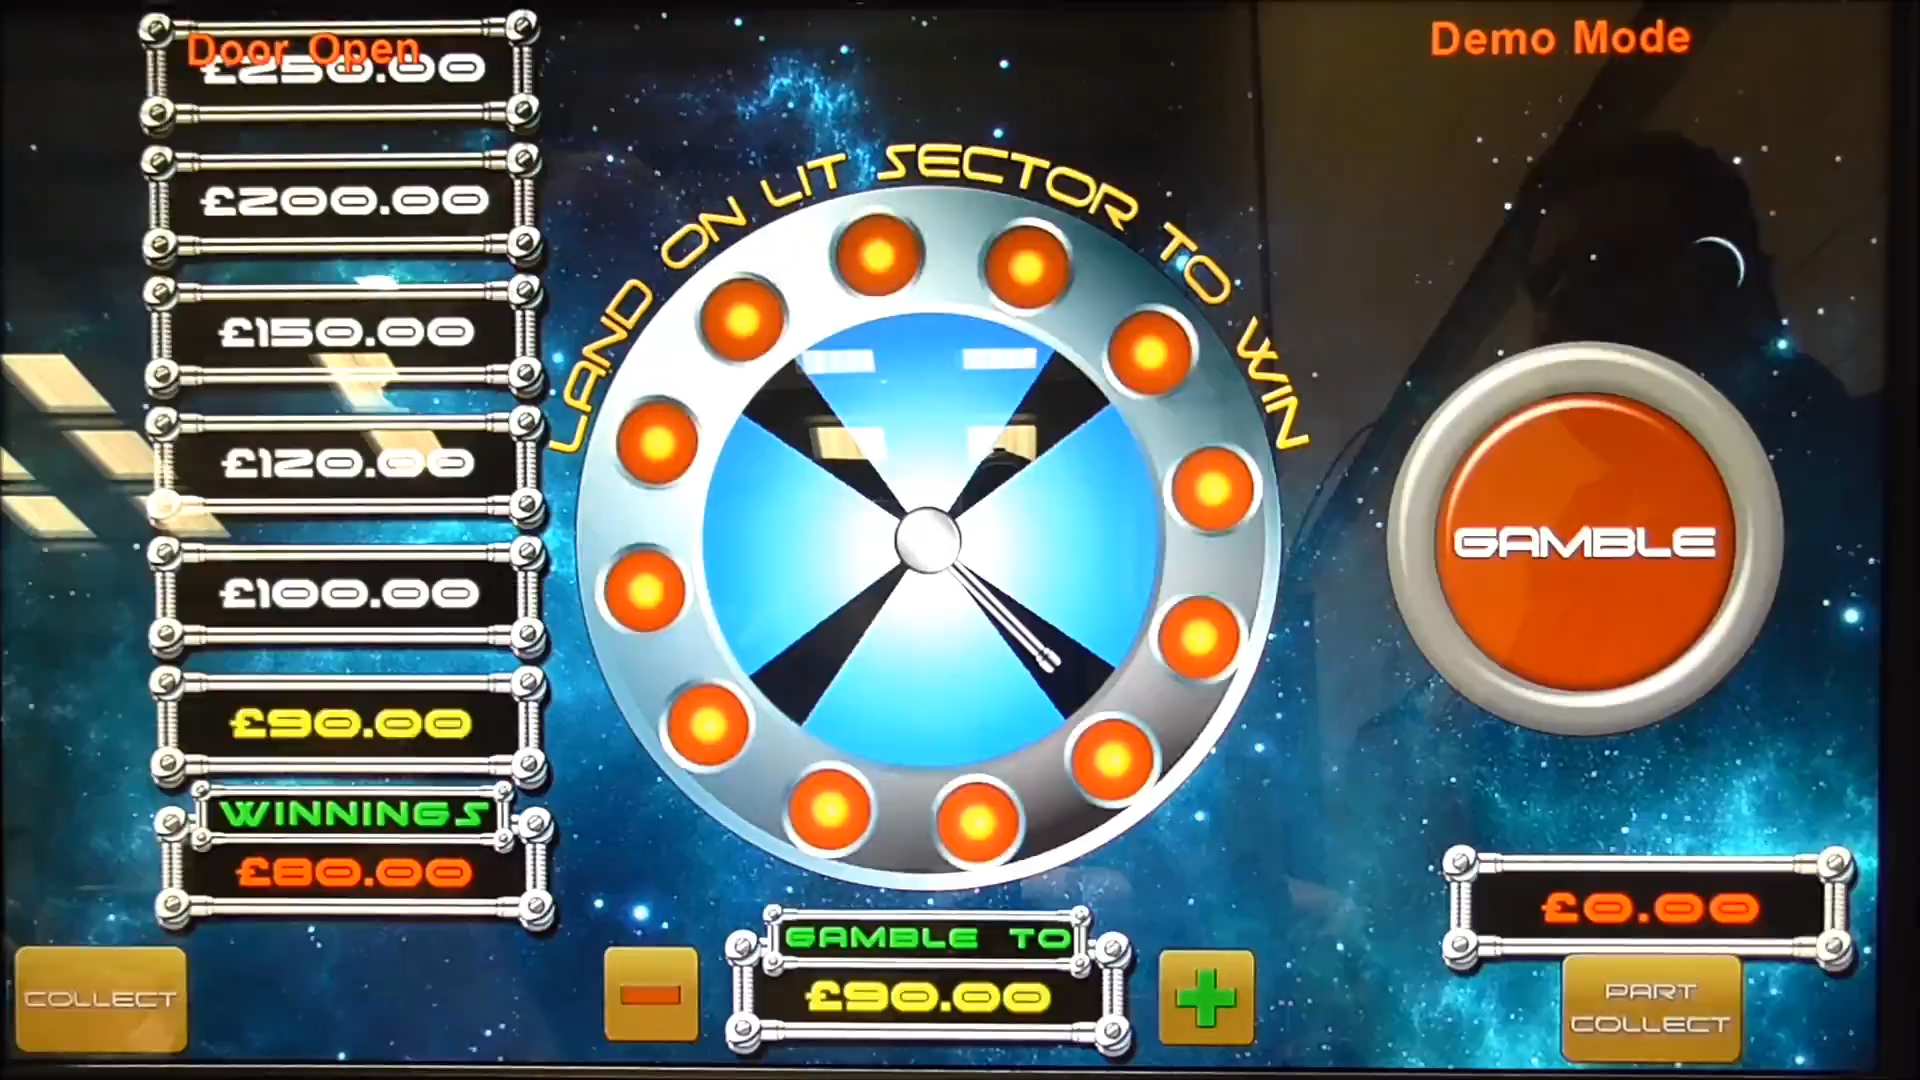 Door Open
Demo Mode
£250.00
£200.00
£150.00
£120.00
£100.00
£90.00
WINNINGS
£80.00
LAND ON LIT SECTOR TO WIN
GAMBLE
GAMBLE TO
£90.00
£0.00
COLLECT
PART
COLLECT